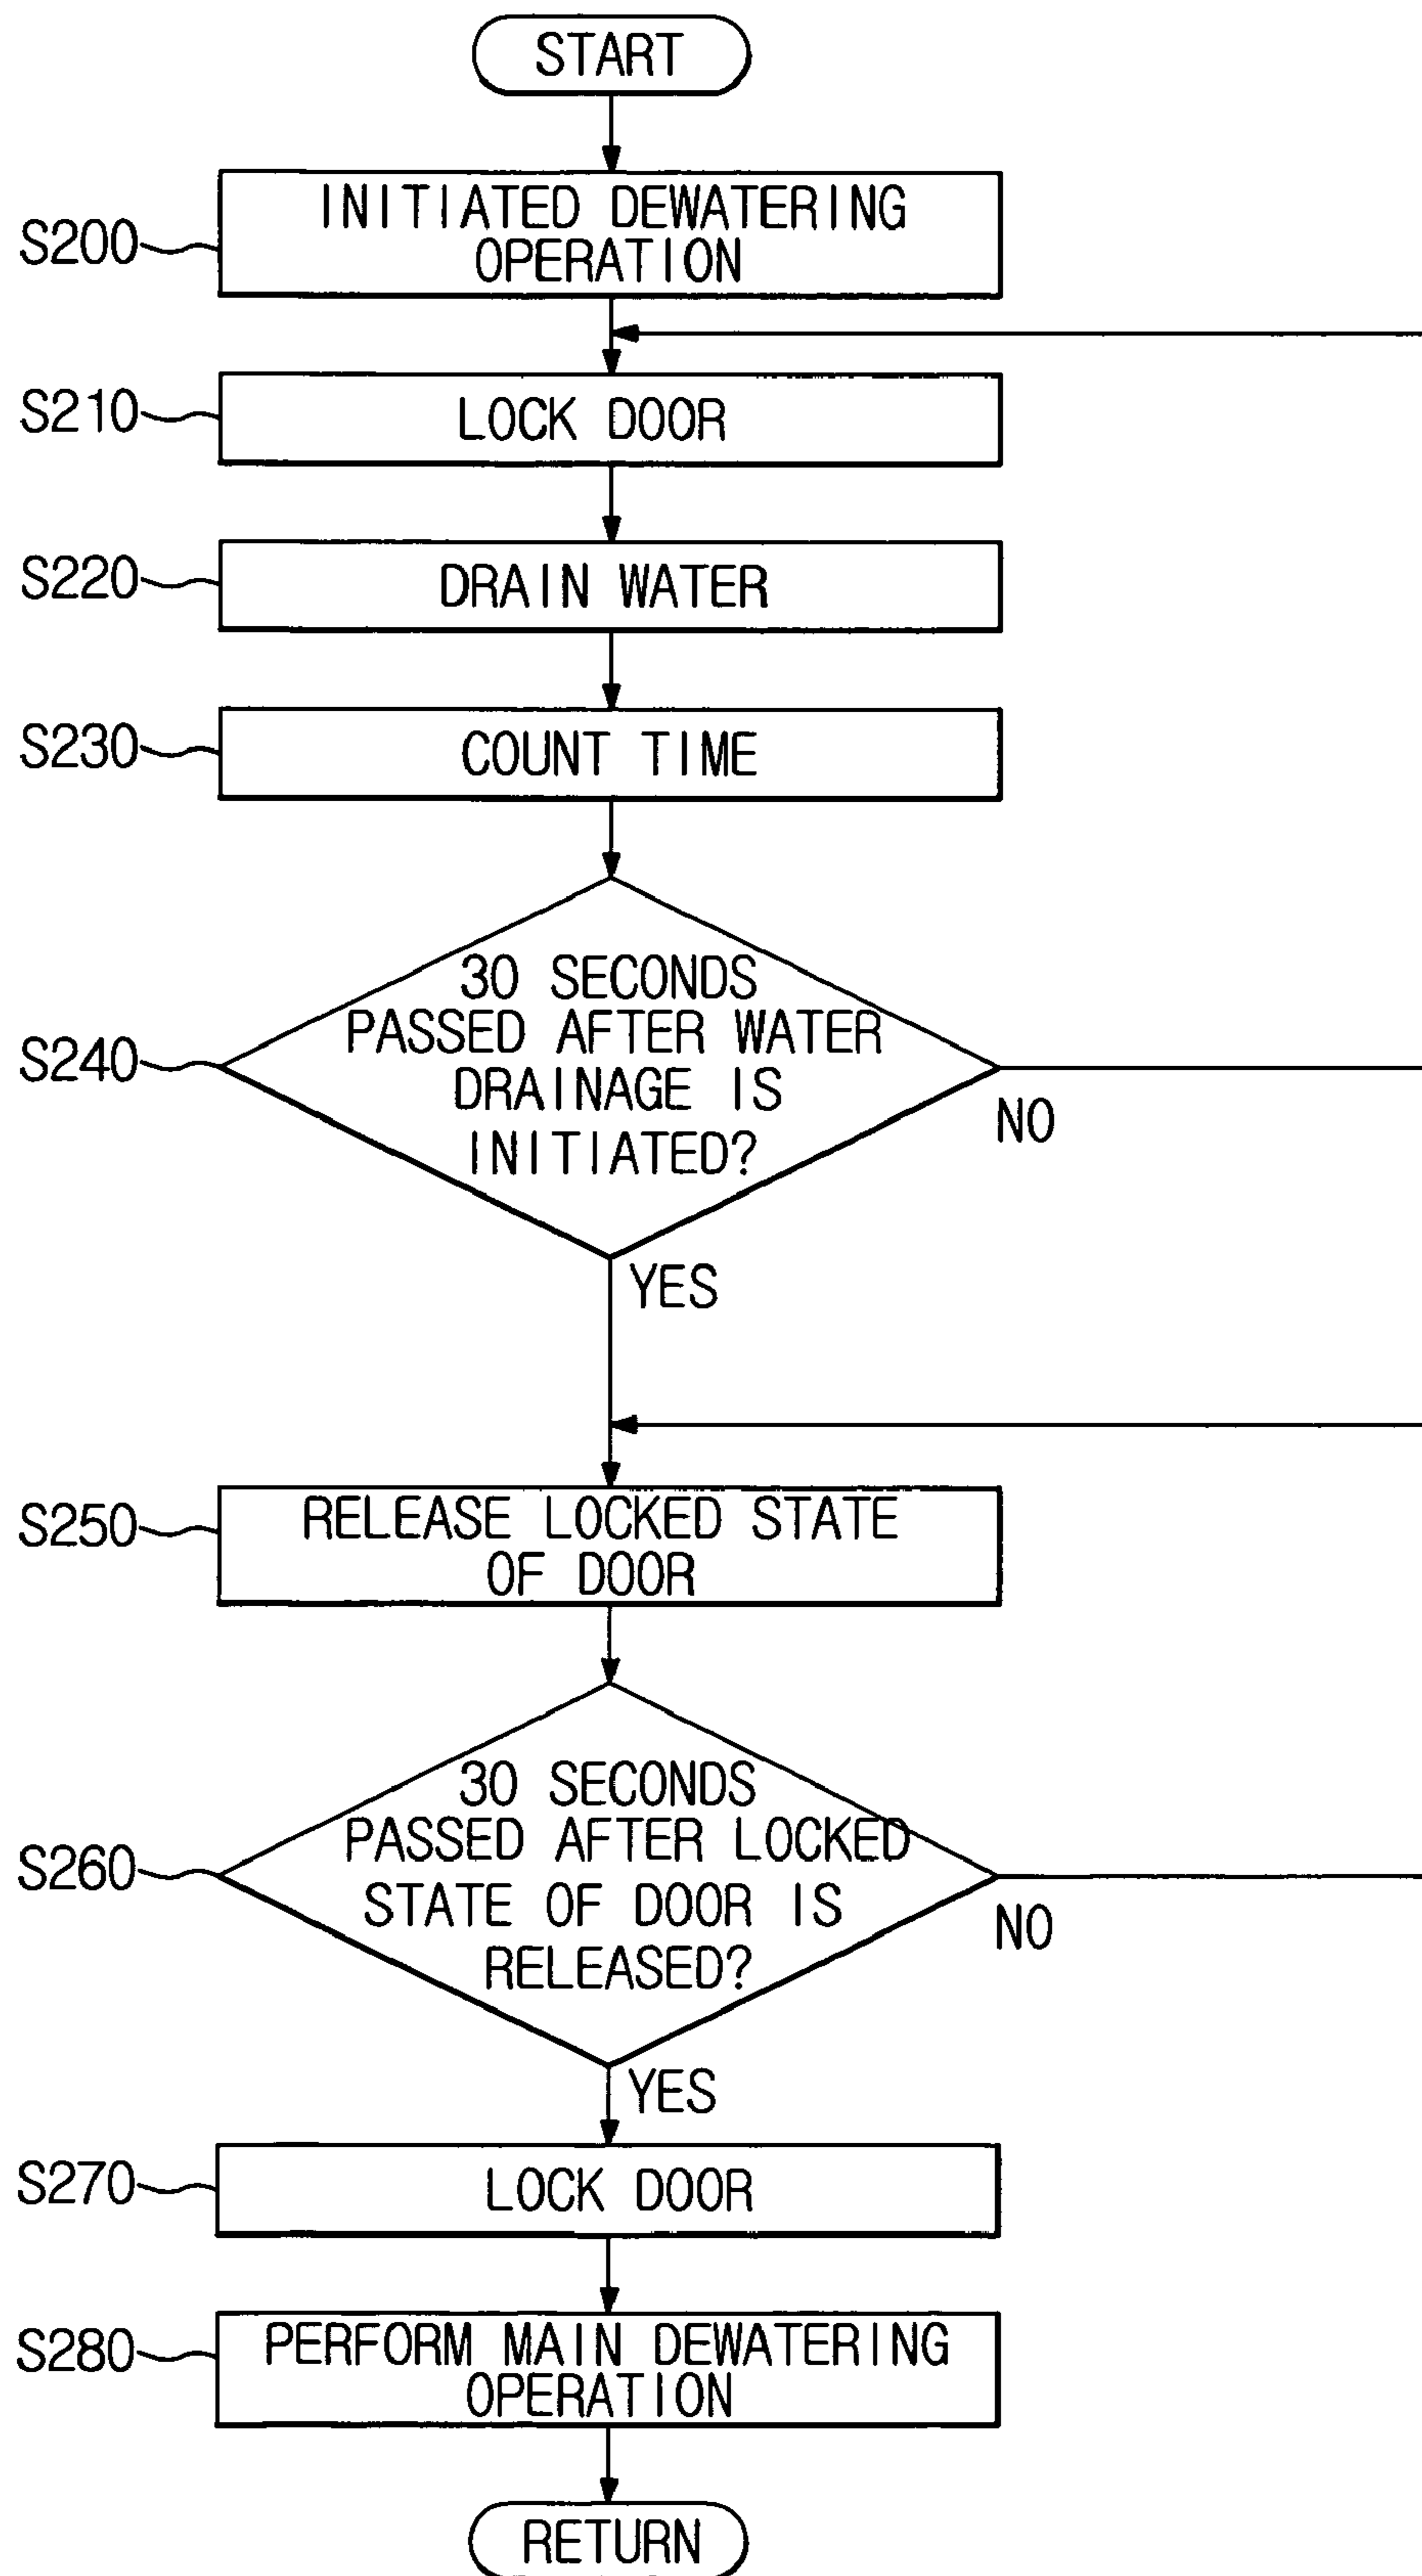 START
INITIATED DEWATERING
OPERATION
S200
LOCK DOOR
S210
DRAIN WATER
S220
COUNT TIME
S230
30 SECONDS
PASSED AFTER WATER
DRAINAGE IS
INITIATED?
S240
NO
YES
RELEASE LOCKED STATE
OF DOOR
S250
30 SECONDS
PASSED AFTER LOCKED
STATE OF DOOR IS
RELEASED?
S260
NO
YES
LOCK DOOR
S270
PERFORM MAIN DEWATERING
OPERATION
S280
RETURN